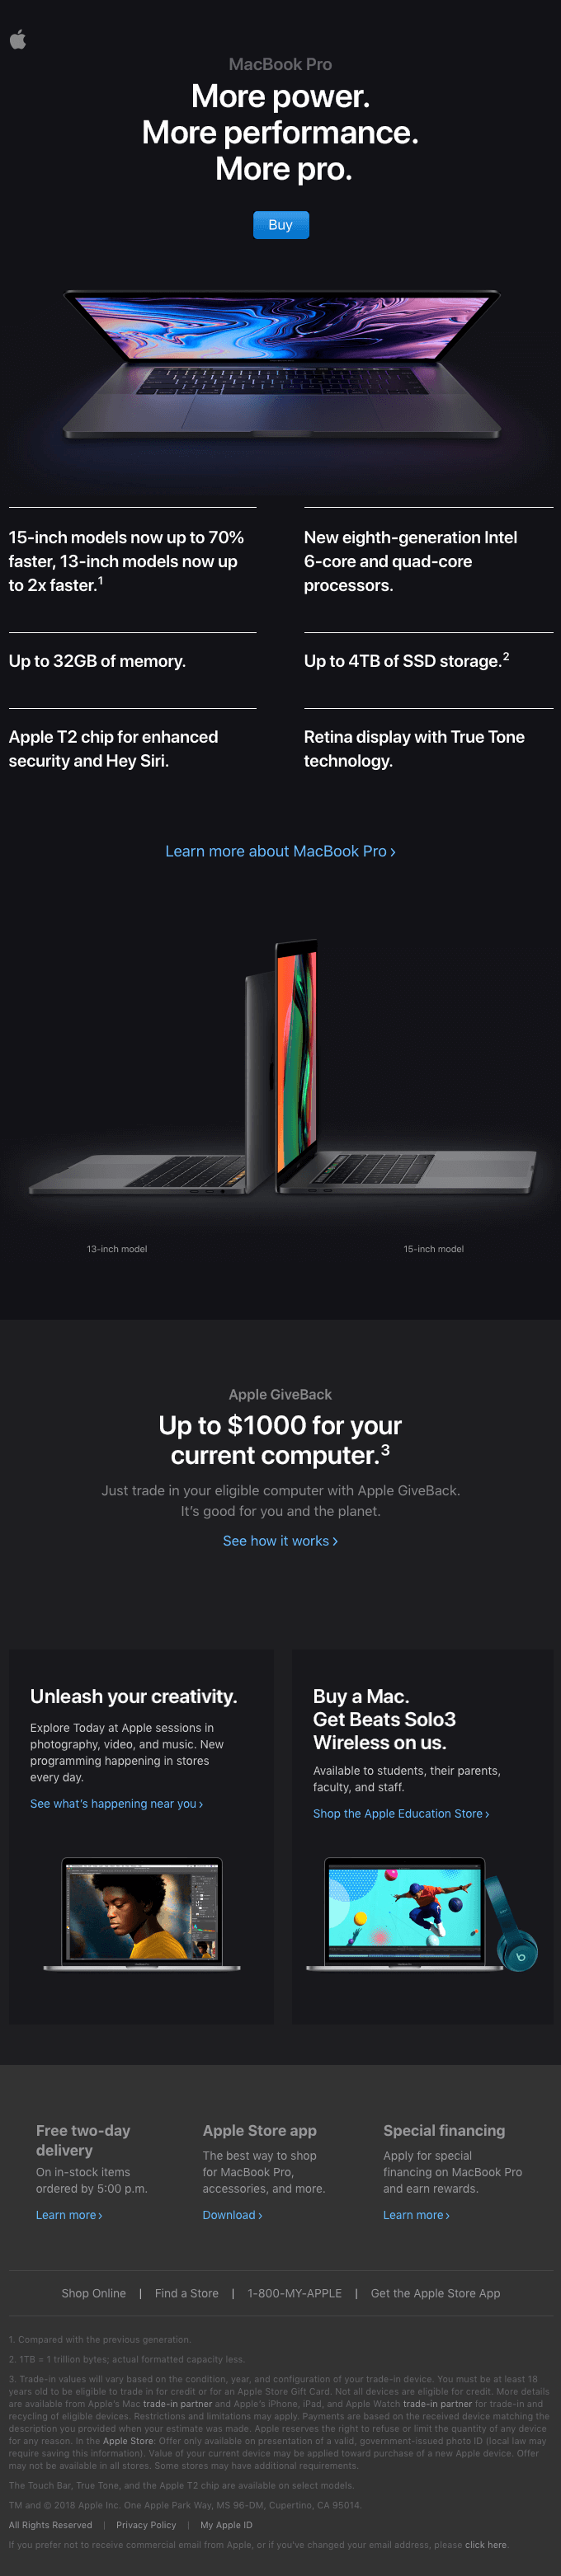 MacBook Pro
More power.
More performance.
More pro.
Buy
15-inch models now up to 70%
faster, 13-inch models now up
to 2x faster.1
New eighth-generation Intel
6-core and quad-core
processors.
Up to 32GB of memory.
Up to 4TB of SSD storage.2
Apple T2 chip for enhanced
security and Hey Siri.
Retina display with True Tone
technology.
Learn more about MacBook Pro ›
13-inch model
15-inch model
Apple GiveBack
Up to $1000 for your
current computer.3
Just trade in your eligible computer with Apple GiveBack.
It's good for you and the planet.
See how it works ›
Unleash your creativity.
Explore Today at Apple sessions in
photography, video, and music. New
programming happening in stores
every day.
See what's happening near you ›
Buy a Mac.
Get Beats Solo3
Wireless on us.
Available to students, their parents,
faculty, and staff.
Shop the Apple Education Store ›
Free two-day
delivery
On in-stock items
ordered by 5:00 p.m.
Learn more ›
Apple Store app
The best way to shop
for MacBook Pro,
accessories, and more.
Download ›
Special financing
Apply for special
financing on MacBook Pro
and earn rewards.
Learn more ›
Shop Online | Find a Store | 1-800-MY-APPLE | Get the Apple Store App
1. Compared with the previous generation.
2. 1TB = 1 trillion bytes; actual formatted capacity less.
3. Trade-in values will vary based on the condition, year, and configuration of your trade-in device. You must be at least 18
years old to be eligible to trade in for credit or for an Apple Store Gift Card. Not all devices are eligible for credit. More details
are available from Apple's Mac trade-in partner and Apple's iPhone, iPad, and Apple Watch trade-in partner for trade-in and
recycling of eligible devices. Restrictions and limitations may apply. Payments are based on the received device matching the
description you provided when your estimate was made. Apple reserves the right to refuse or limit the quantity of any device
for any reason. In the Apple Store: Offer only available on presentation of a valid, government-issued photo ID (local law may
require saving this information). Value of your current device may be applied toward purchase of a new Apple device. Offer
may not be available in all stores. Some stores may have additional requirements.
The Touch Bar, True Tone, and the Apple T2 chip are available on select models.
TM and © 2018 Apple Inc. One Apple Park Way, MS 96-DM, Cupertino, CA 95014.
All Rights Reserved | Privacy Policy | My Apple ID
If you prefer not to receive commercial email from Apple, or if you've changed your email address, please click here.